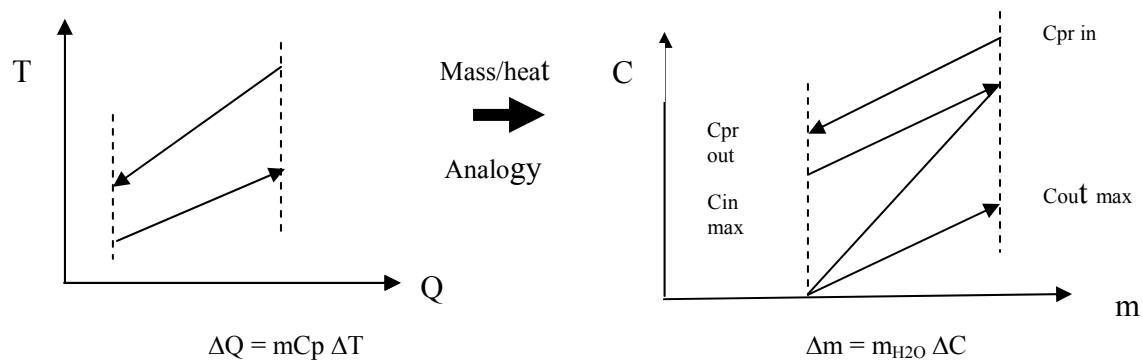 T
Q
ΔQ = mCp ΔT
Mass/heat
Analogy
C
Cpr in
Cpr
out
Cin
max
Cout max
m
Δm = mH2O ΔC